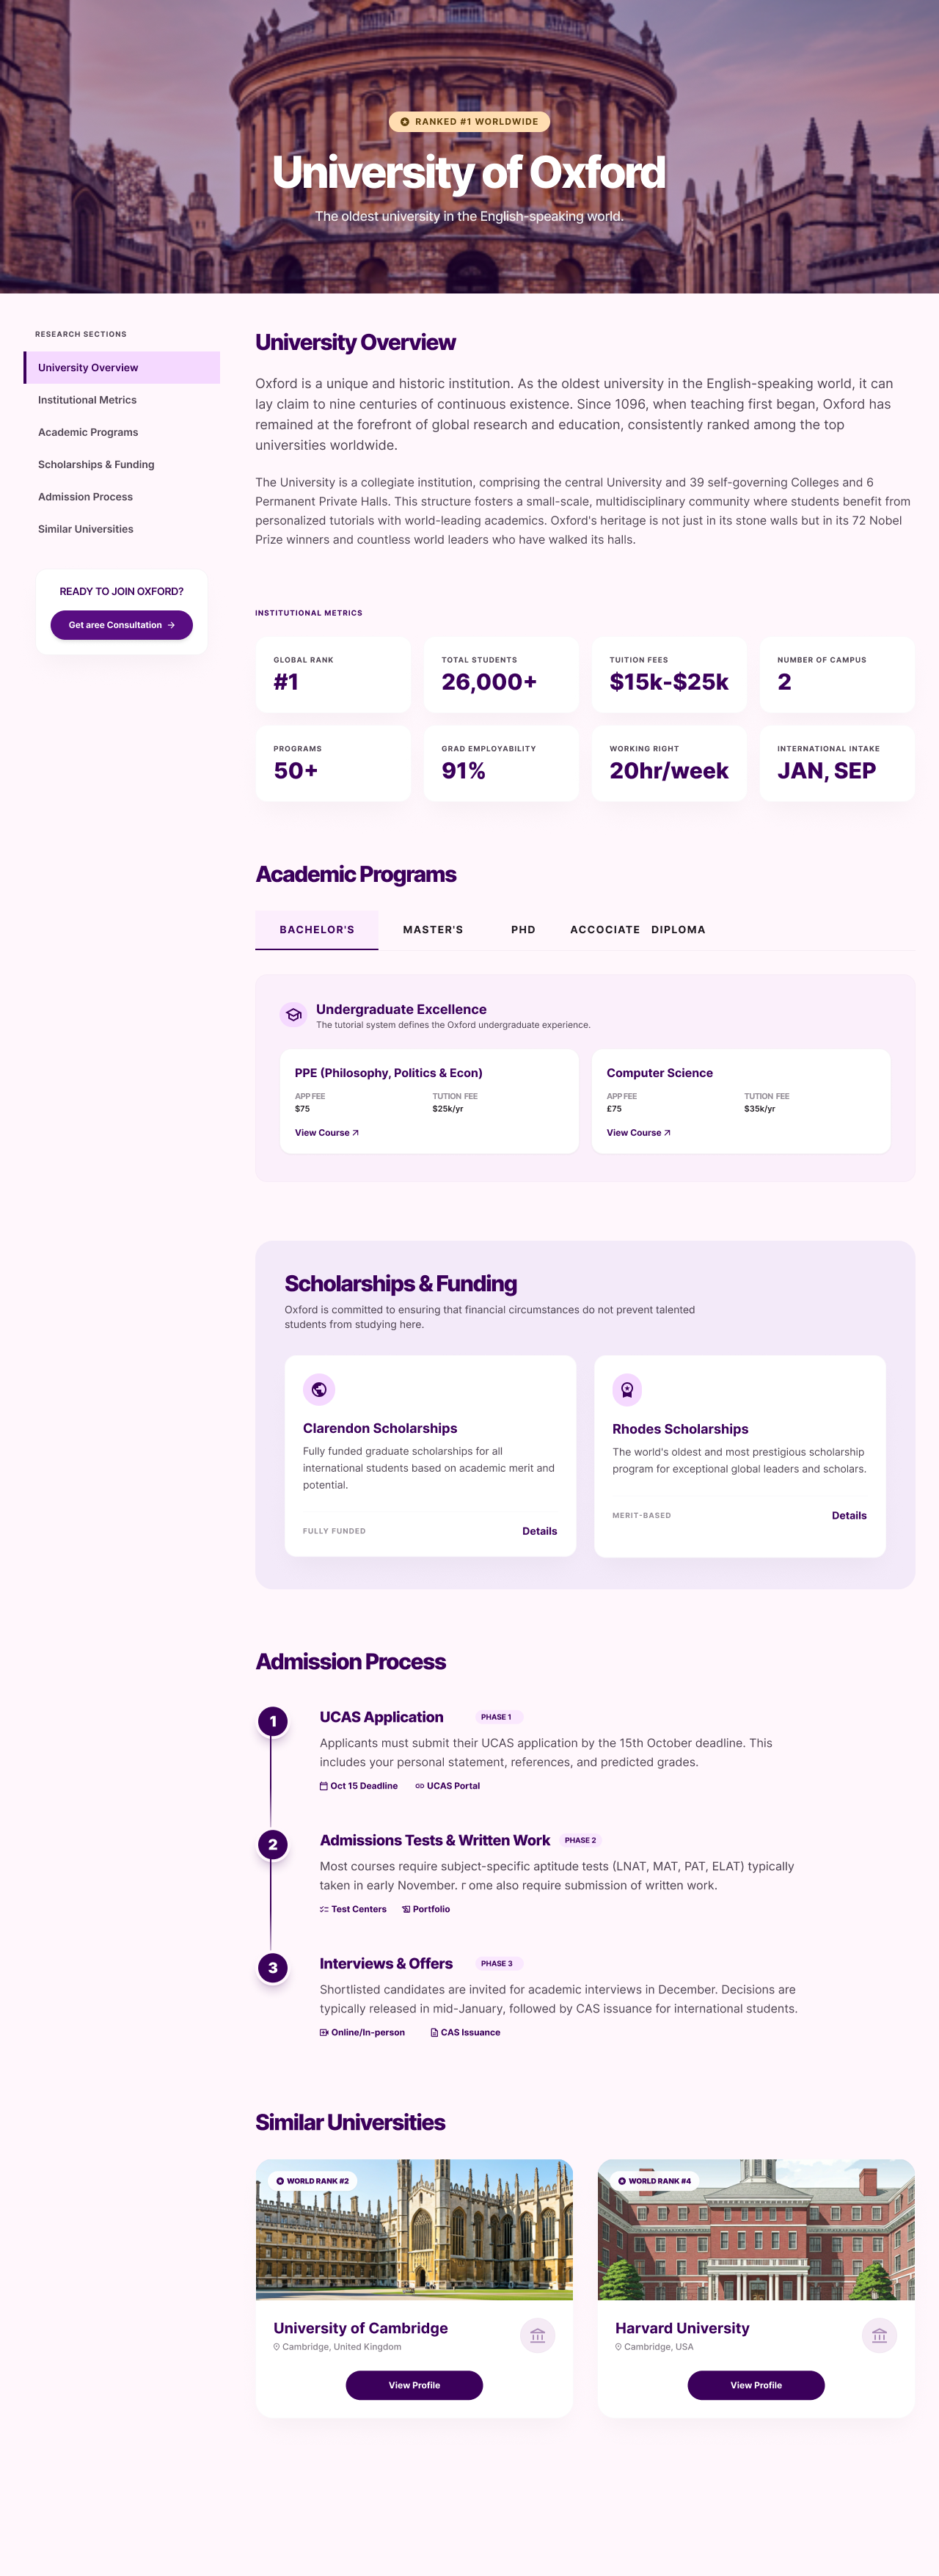 RANKED #1 WORLDWIDE
University of Oxford
The oldest university in the English-speaking world.
RESEARCH SECTIONS
University Overview
Institutional Metrics
Academic Programs
Scholarships & Funding
Admission Process
Similar Universities
READY TO JOIN OXFORD?
Get aree Consultation
University Overview
Oxford is a unique and historic institution. As the oldest university in the English-speaking world, it can
lay claim to nine centuries of continuous existence. Since 1096, when teaching first began, Oxford has
remained at the forefront of global research and education, consistently ranked among the top
universities worldwide.
The University is a collegiate institution, comprising the central University and 39 self-governing Colleges and 6
Permanent Private Halls. This structure fosters a small-scale, multidisciplinary community where students benefit from
personalized tutorials with world-leading academics. Oxford's heritage is not just in its stone walls but in its 72 Nobel
Prize winners and countless world leaders who have walked its halls.
INSTITUTIONAL METRICS
GLOBAL RANK
#1
TOTAL STUDENTS
26,000+
TUITION FEES
$15k-$25k
NUMBER OF CAMPUS
2
PROGRAMS
50+
GRAD EMPLOYABILITY
91%
WORKING RIGHT
20hr/week
INTERNATIONAL INTAKE
JAN, SEP
Academic Programs
BACHELOR'S MASTER'S PHD ACCOCIATE DIPLOMA
Undergraduate Excellence
The tutorial system defines the Oxford undergraduate experience.
PPE (Philosophy, Politics & Econ)
APP FEE TUTION FEE
$75 $25k/yr
View Course
Computer Science
APP FEE TUTION FEE
£75 $35k/yr
View Course
Scholarships & Funding
Oxford is committed to ensuring that financial circumstances do not prevent talented
students from studying here.
Clarendon Scholarships
Fully funded graduate scholarships for all
international students based on academic merit and
potential.
FULLY FUNDED Details
Rhodes Scholarships
The world's oldest and most prestigious scholarship
program for exceptional global leaders and scholars.
MERIT-BASED Details
Admission Process
1
UCAS Application PHASE 1
Applicants must submit their UCAS application by the 15th October deadline. This
includes your personal statement, references, and predicted grades.
Oct 15 Deadline UCAS Portal
2
Admissions Tests & Written Work PHASE 2
Most courses require subject-specific aptitude tests (LNAT, MAT, PAT, ELAT) typically
taken in early November. r ome also require submission of written work.
Test Centers Portfolio
3
Interviews & Offers PHASE 3
Shortlisted candidates are invited for academic interviews in December. Decisions are
typically released in mid-January, followed by CAS issuance for international students.
Online/In-person CAS Issuance
Similar Universities
WORLD RANK #2
University of Cambridge
Cambridge, United Kingdom
View Profile
WORLD RANK #4
Harvard University
Cambridge, USA
View Profile